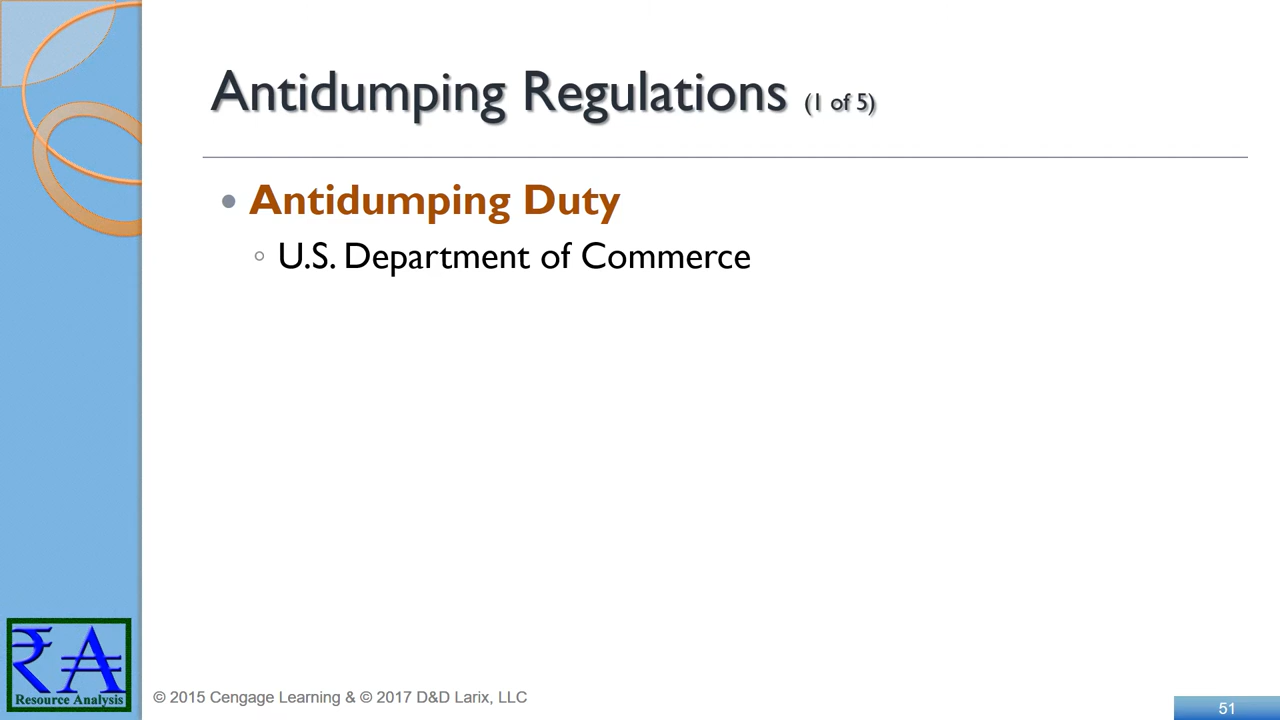 Antidumping Regulations (1 of 5)
• Antidumping Duty
◦ U.S. Department of Commerce
₹A
Resource Analysis
© 2015 Cengage Learning & © 2017 D&D Larix, LLC
51